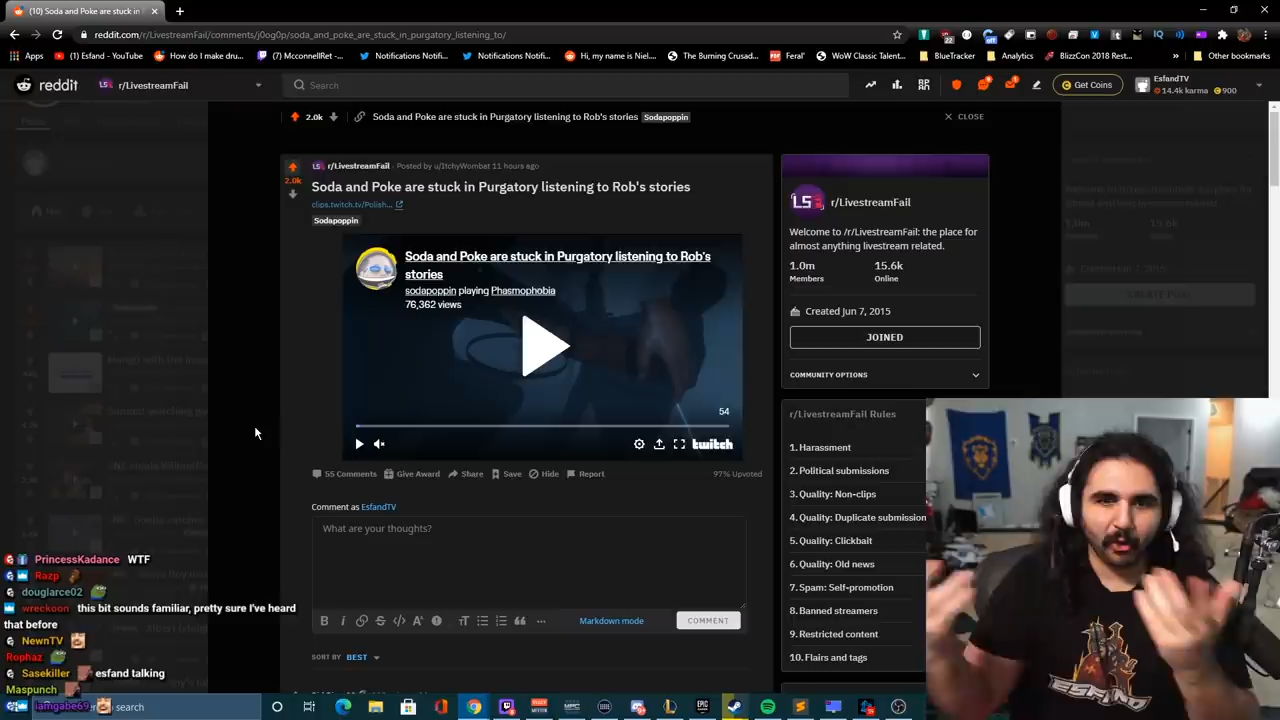 (10) Soda and Poke are stuck in
reddit.com/r/LivestreamFail/comments/j0og0p/soda_and_poke_are_stuck_in_purgatory_listening_to/
Apps
(1) Esfand - YouTube
How do I make dru...
(7) McconnellRet -...
Notifications Notifi...
Notifications Notifi...
Hi, my name is Niel...
The Burning Crusad...
Feral'
WoW Classic Talent...
BlueTracker
Analytics
BlizzCon 2018 Rest...
»
Other bookmarks
reddit
r/LivestreamFail
Search
Get Coins
EsfandTV
14.4k karma 900
2.0k
Soda and Poke are stuck in Purgatory listening to Rob's stories
Sodapoppin
CLOSE
2.0k
r/LivestreamFail · Posted by u/ItchyWombat 11 hours ago
Soda and Poke are stuck in Purgatory listening to Rob's stories
clips.twitch.tv/Polish...
Sodapoppin
Soda and Poke are stuck in Purgatory listening to Rob's
stories
sodapoppin playing Phasmophobia
76,362 views
54
twitch
55 Comments
Give Award
Share
Save
Hide
Report
97% Upvoted
Comment as EsfandTV
What are your thoughts?
Markdown mode
COMMENT
SORT BY BEST
r/LivestreamFail
Welcome to /r/LivestreamFail: the place for
almost anything livestream related.
1.0m
Members
15.6k
Online
Created Jun 7, 2015
JOINED
COMMUNITY OPTIONS
r/LivestreamFail Rules
1. Harassment
2. Political submissions
3. Quality: Non-clips
4. Quality: Duplicate submission
5. Quality: Clickbait
6. Quality: Old news
7. Spam: Self-promotion
8. Banned streamers
9. Restricted content
10. Flairs and tags
PrincessKadance WTF
Razp
douglarce02
wreckoon this bit sounds familiar, pretty sure I've heard
that before
NewnTV
Rophaz
Sasekiller esfand talking
Maspunch
iamgabe69
search
ESFAND